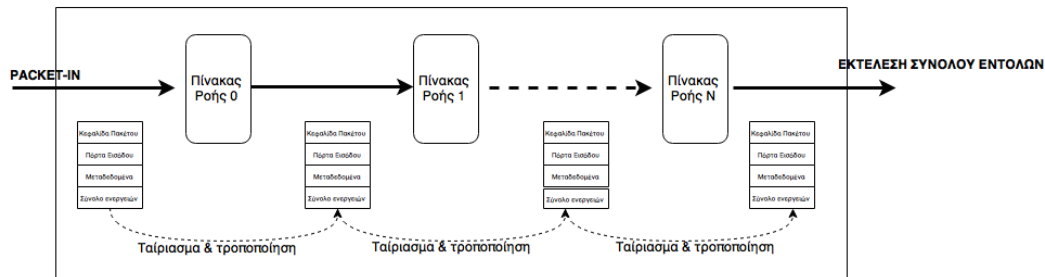 PACKET-IN
Πίνακας
Ροής 0
Πίνακας
Ροής 1
Πίνακας
Ροής N
ΕΚΤΕΛΕΣΗ ΣΥΝΟΛΟΥ ΕΝΤΟΛΩΝ
Κεφαλίδα Πακέτου
Πόρτα Εισόδου
Μεταδεδομένα
Σύνολο ενεργειών
Κεφαλίδα Πακέτου
Πόρτα Εισόδου
Μεταδεδομένα
Σύνολο ενεργειών
Κεφαλίδα Πακέτου
Πόρτα Εισόδου
Μεταδεδομένα
Σύνολο ενεργειών
Κεφαλίδα Πακέτου
Πόρτα Εισόδου
Μεταδεδομένα
Σύνολο ενεργειών
Ταίριασμα & τροποποίηση
Ταίριασμα & τροποποίηση
Ταίριασμα & τροποποίηση